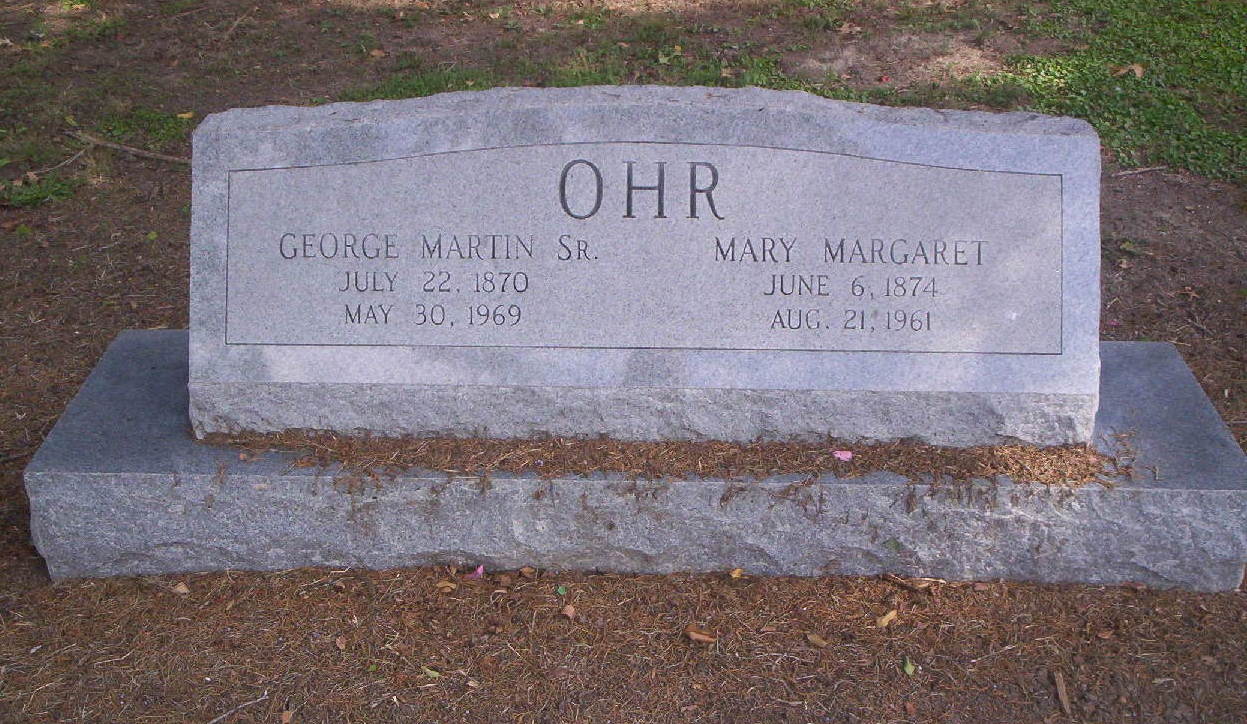 OHR
GEORGE MARTIN SR.
JULY 22, 1870
MAY 30, 1969
MARY MARGARET
JUNE 6, 1874
AUG. 21, 1961